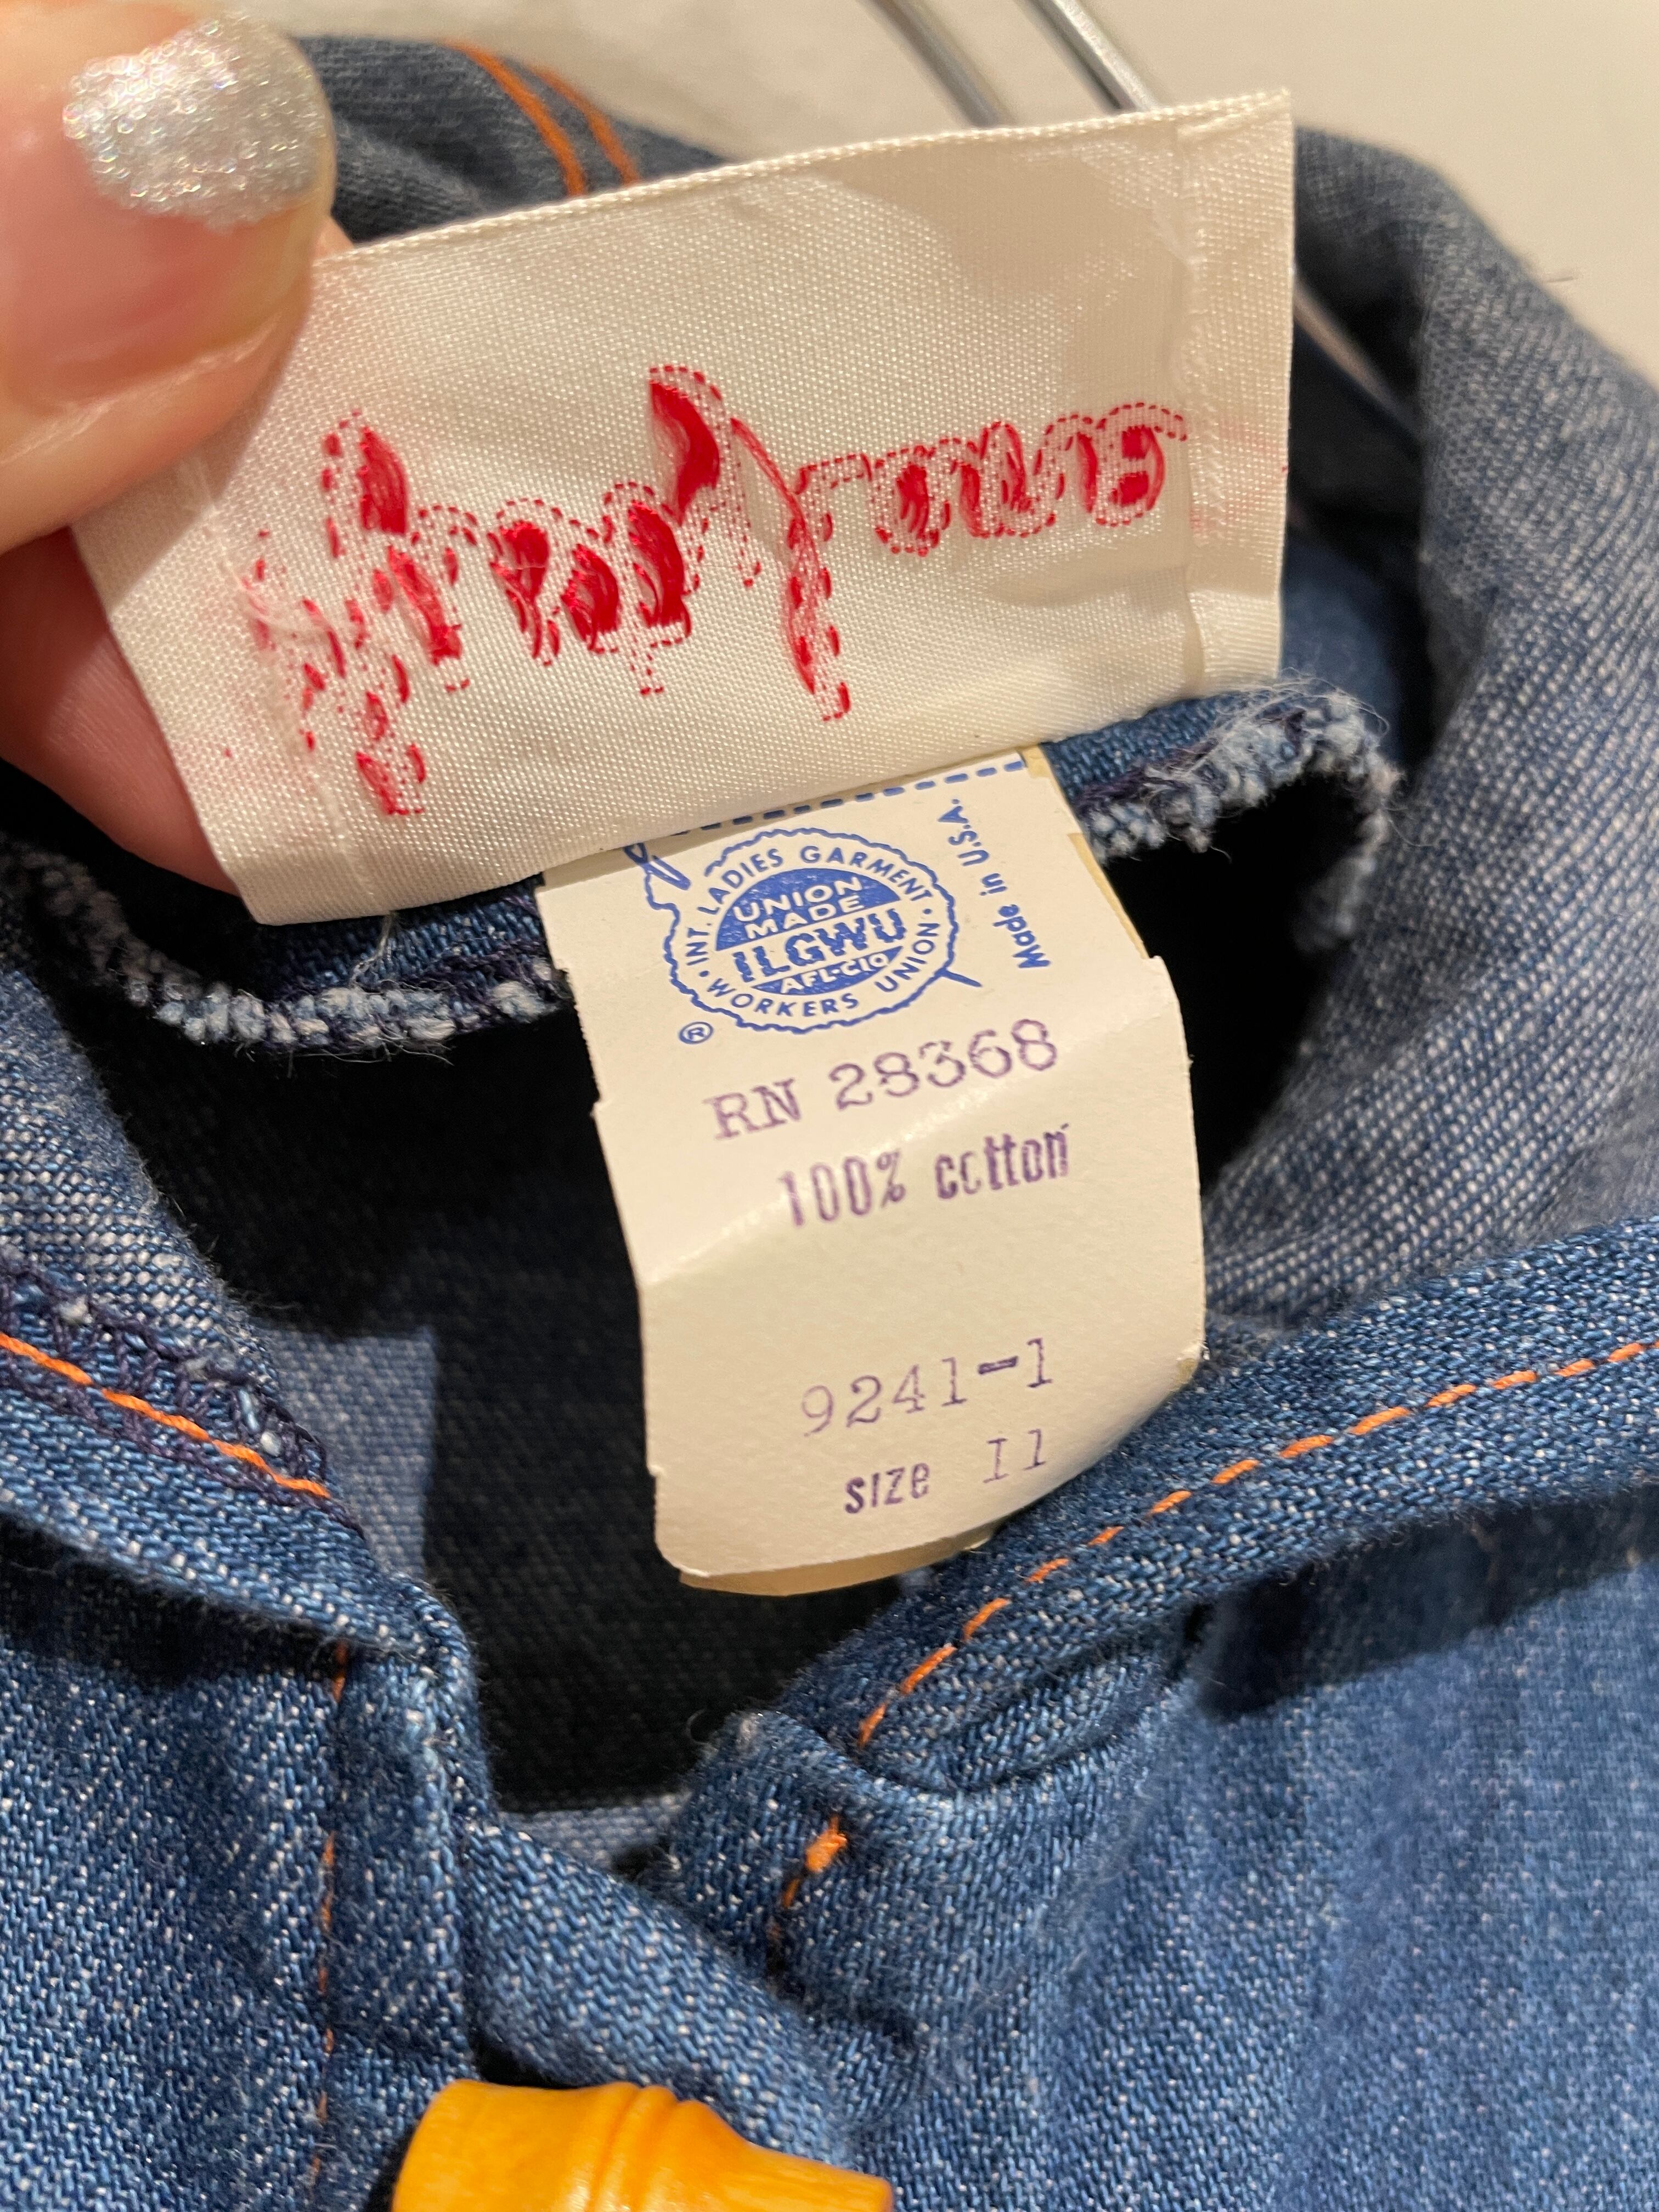 Made in U.S.A.
INT. LADIES GARMENT
UNION
MADE
ILGWU
AFL-CIO
WORKERS UNION
®
RN 28368
100% cotton
9241-1
size 11